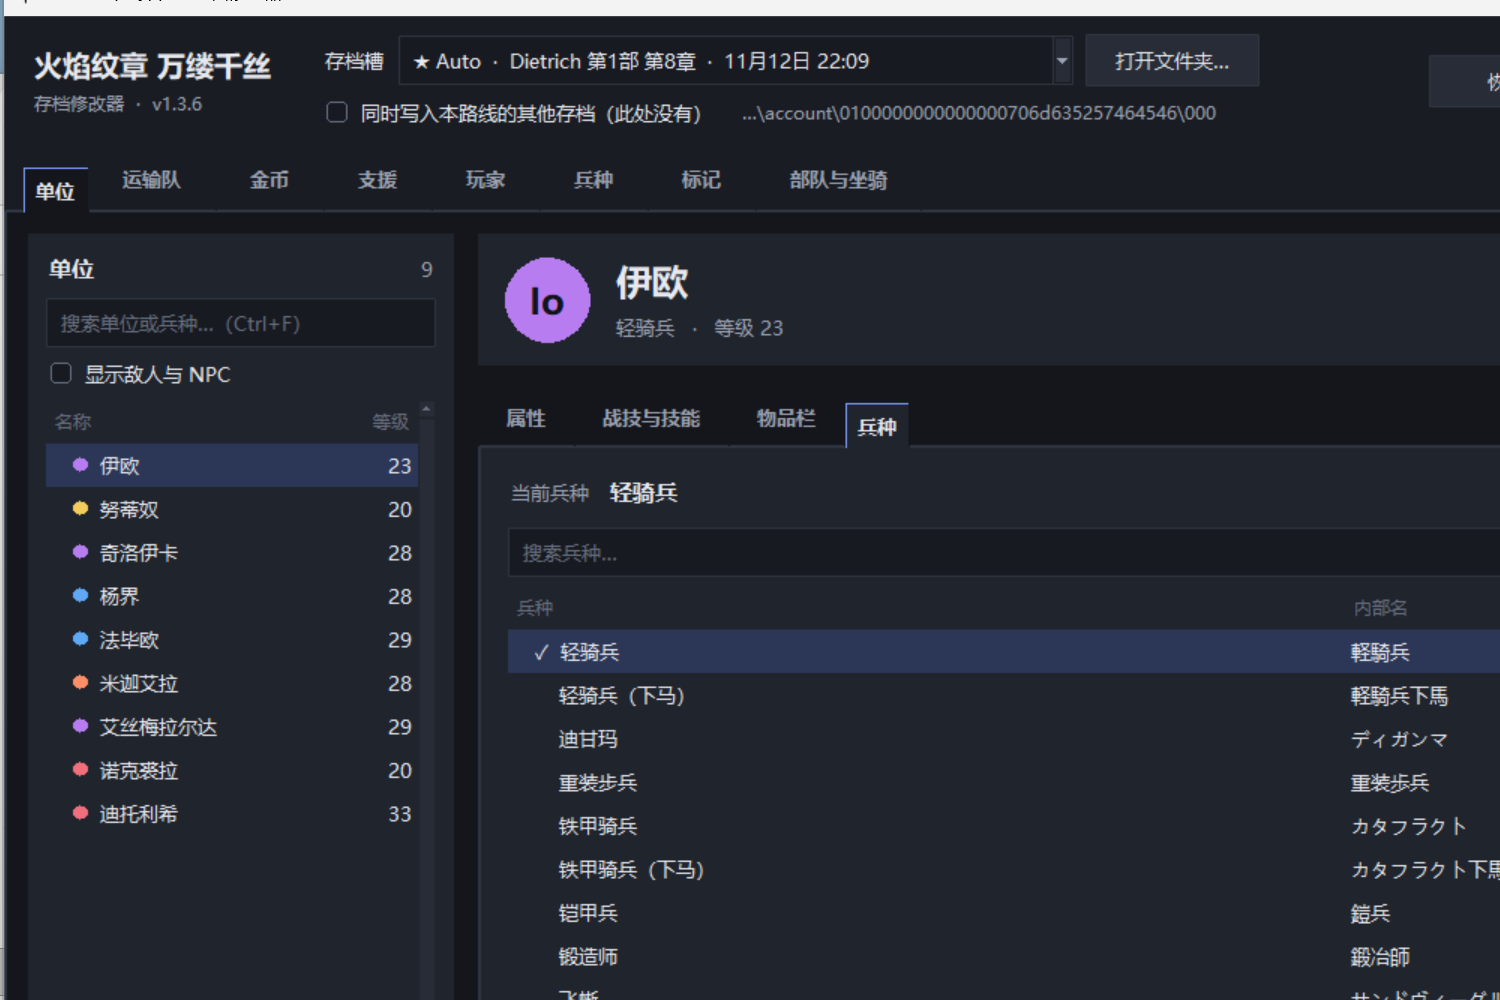 火焰纹章 万缕千丝
存档修改器 · v1.3.6
存档槽
★ Auto · Dietrich 第1部 第8章 · 11月12日 22:09
打开文件夹...
同时写入本路线的其他存档（此处没有）
...\account\0100000000000000706d635257464546\000
单位
运输队
金币
支援
玩家
兵种
标记
部队与坐骑
单位
9
搜索单位或兵种...（Ctrl+F）
显示敌人与 NPC
名称 等级
伊欧 23
努蒂奴 20
奇洛伊卡 28
杨界 28
法毕欧 29
米迦艾拉 28
艾丝梅拉尔达 29
诺克裘拉 20
迪托利希 33
Io
伊欧
轻骑兵 · 等级 23
属性
战技与技能
物品栏
兵种
当前兵种 轻骑兵
搜索兵种...
兵种 内部名
✓ 轻骑兵 軽騎兵
轻骑兵（下马） 軽騎兵下馬
迪甘玛 ディガンマ
重装步兵 重装歩兵
铁甲骑兵 カタフラクト
铁甲骑兵（下马） カタフラクト下馬
铠甲兵 鎧兵
锻造师 鍛冶師